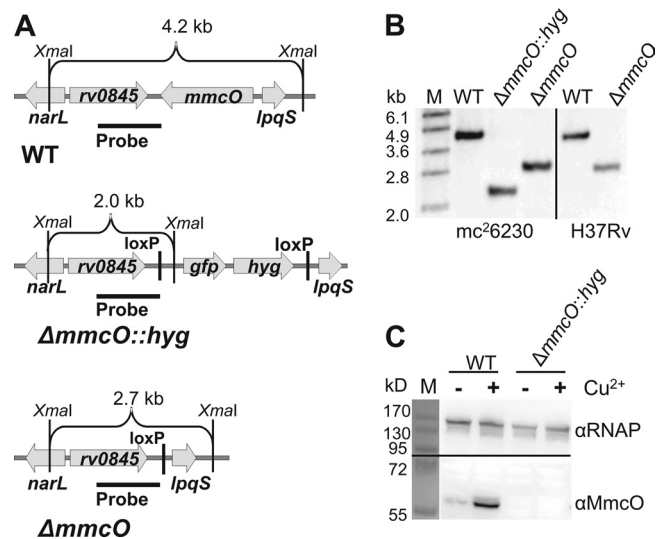 A
4.2 kb
XmaI XmaI
rv0845 mmcO
narL lpqS
Probe
WT
2.0 kb
XmaI XmaI
loxP loxP
rv0845 gfp hyg
narL lpqS
Probe
ΔmmcO::hyg
2.7 kb
XmaI XmaI
loxP
rv0845
narL lpqS
Probe
ΔmmcO
B
kb M WT ΔmmcO::hyg ΔmmcO WT ΔmmcO
6.1
4.9
3.6
2.8
2.0
mc²6230 H37Rv
C
WT ΔmmcO::hyg
kD M - + - + Cu²⁺
170
130
95
αRNAP
72
55
αMmcO